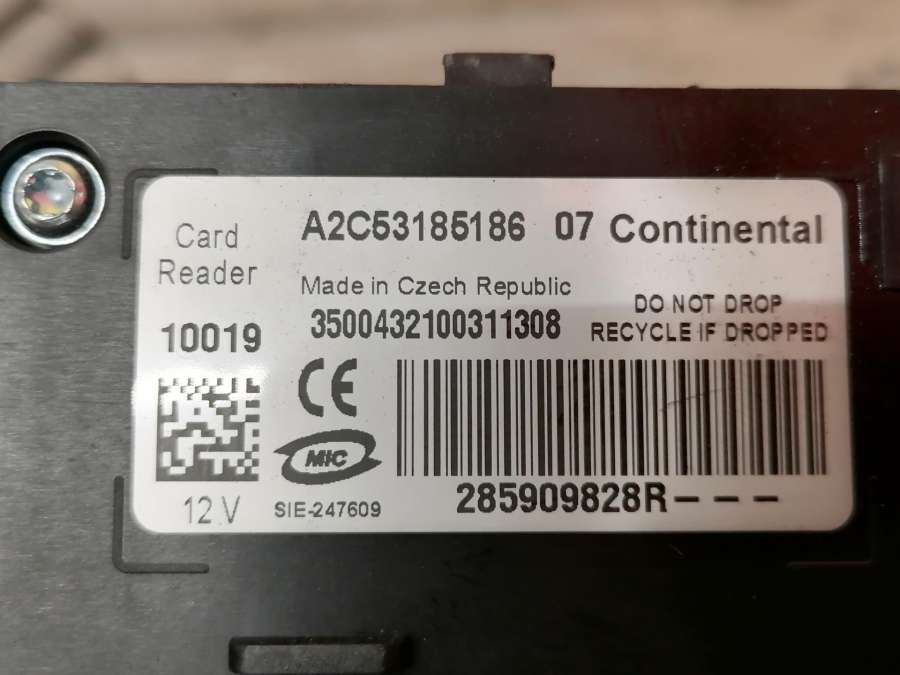 Card Reader
A2C53185186 07 Continental
Made in Czech Republic
DO NOT DROP
RECYCLE IF DROPPED
10019
3500432100311308
CE
MIC
12 V
SIE-247609
285909828R---